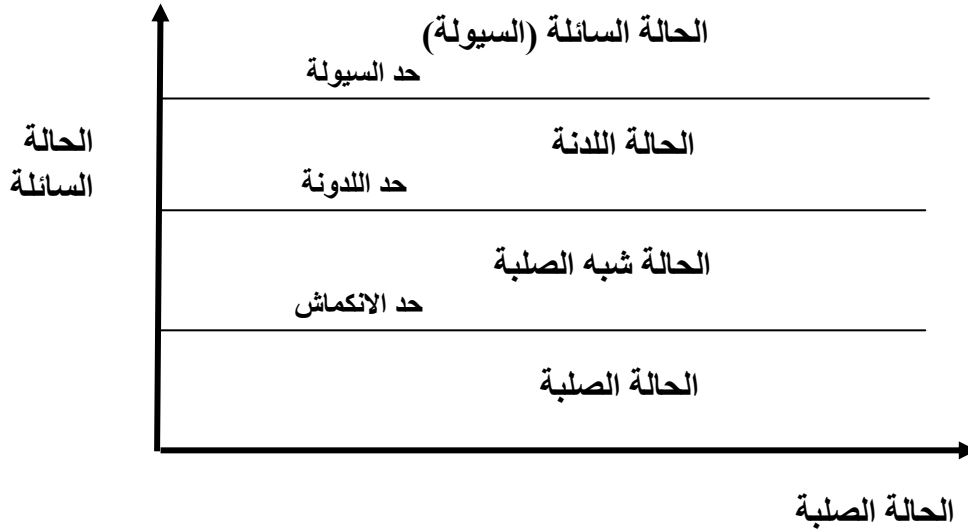 الحالة السائلة (السيولة)
حد السيولة
الحالة اللدنة
الحالة
السائلة
حد اللدونة
الحالة شبه الصلبة
حد الانكماش
الحالة الصلبة
الحالة الصلبة